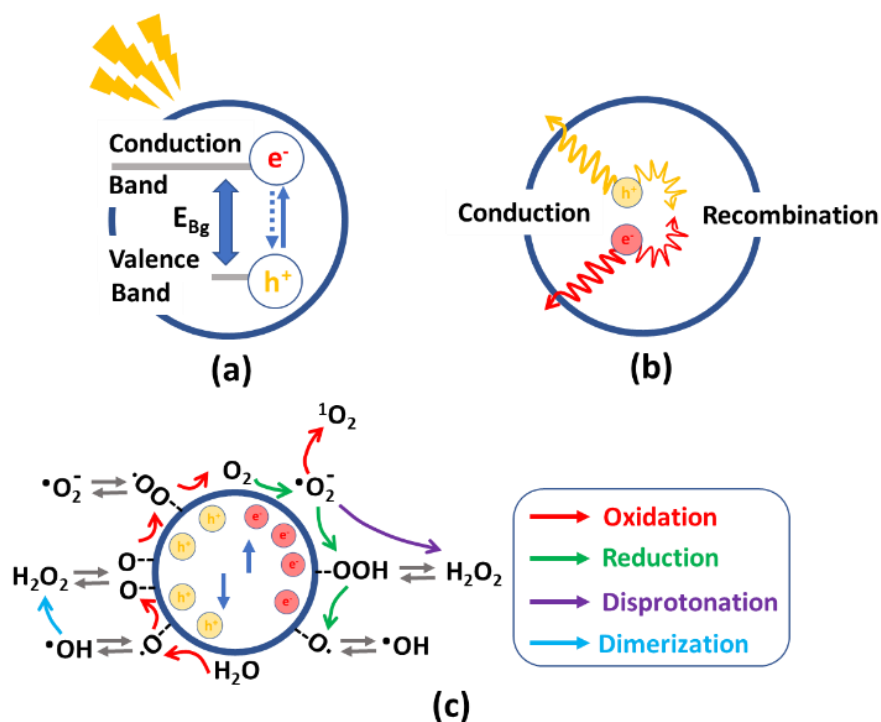 Conduction
Band
e⁻
E_Bg
Valence
Band
h⁺
(a)
h⁺
Conduction
Recombination
e⁻
(b)
¹O₂
•O₂⁻
•OO
O₂
•O₂⁻
h⁺
h⁺
e⁻
e⁻
e⁻
e⁻
H₂O₂
O
O
h⁺
h⁺
OOH
H₂O₂
•OH
.O
H₂O
O.
•OH
(c)
Oxidation
Reduction
Disprotonation
Dimerization